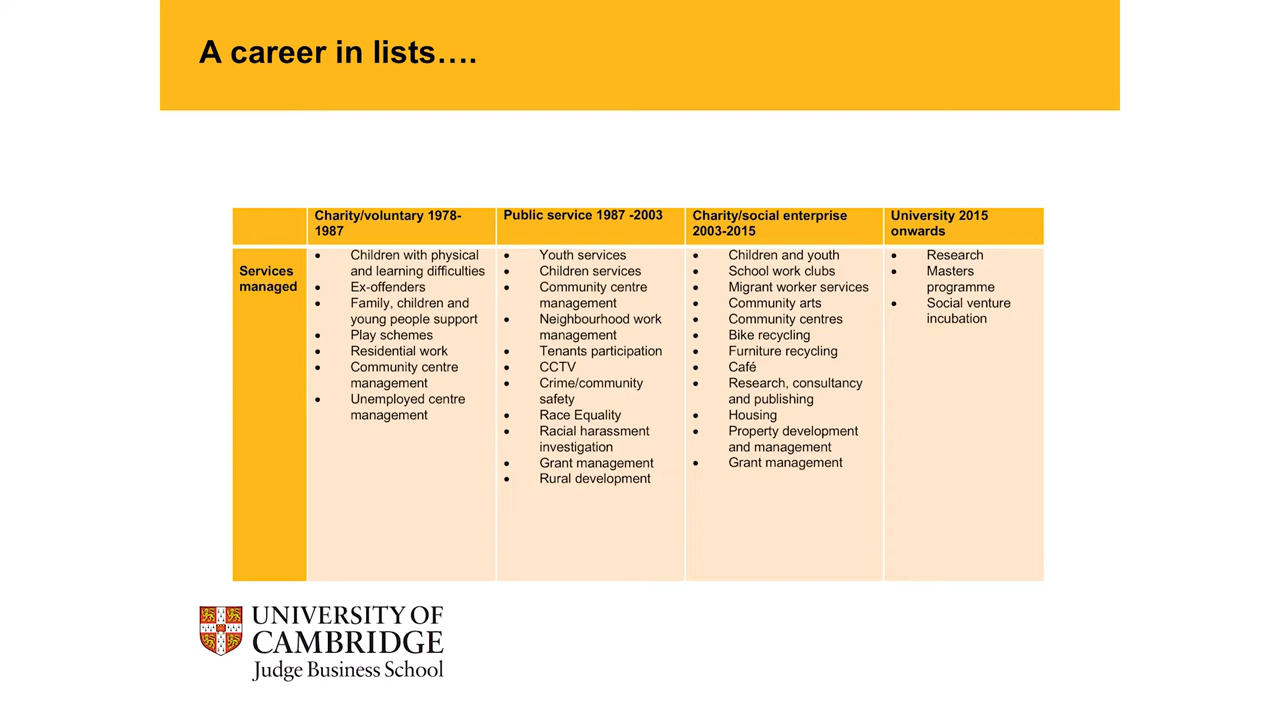 A career in lists….
Charity/voluntary 1978-
1987
Public service 1987 -2003
Charity/social enterprise
2003-2015
University 2015
onwards
Services
managed
• Children with physical
and learning difficulties
• Ex-offenders
• Family, children and
young people support
• Play schemes
• Residential work
• Community centre
management
• Unemployed centre
management
• Youth services
• Children services
• Community centre
management
• Neighbourhood work
management
• Tenants participation
• CCTV
• Crime/community
safety
• Race Equality
• Racial harassment
investigation
• Grant management
• Rural development
• Children and youth
• School work clubs
• Migrant worker services
• Community arts
• Community centres
• Bike recycling
• Furniture recycling
• Café
• Research, consultancy
and publishing
• Housing
• Property development
and management
• Grant management
• Research
• Masters
programme
• Social venture
incubation
UNIVERSITY OF
CAMBRIDGE
Judge Business School